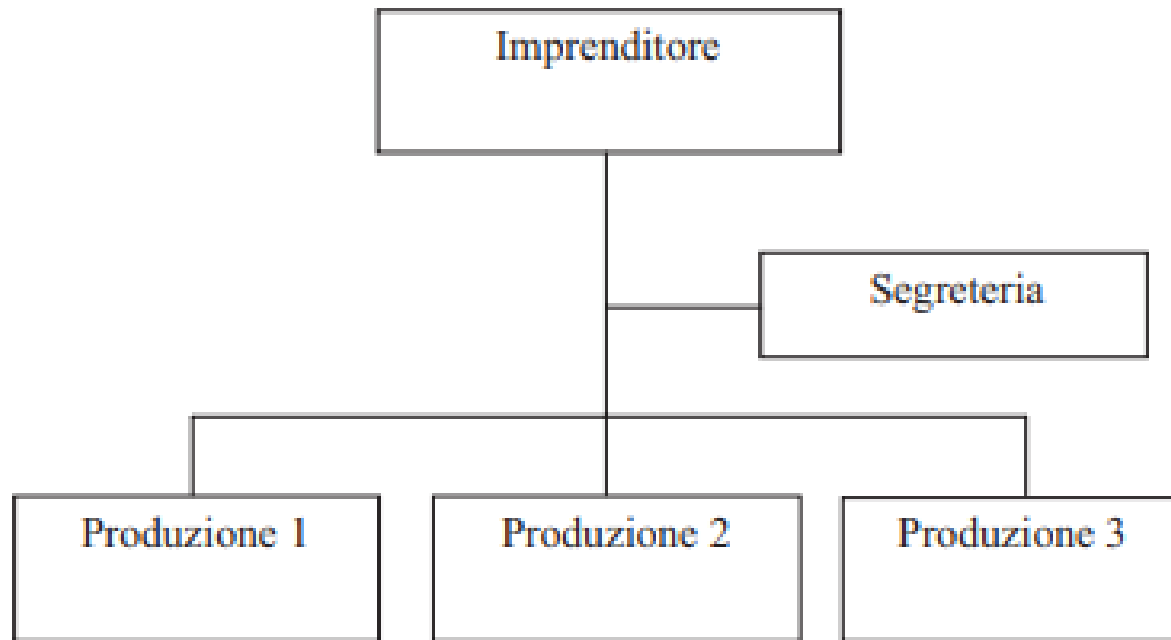 Imprenditore
Segreteria
Produzione 1
Produzione 2
Produzione 3